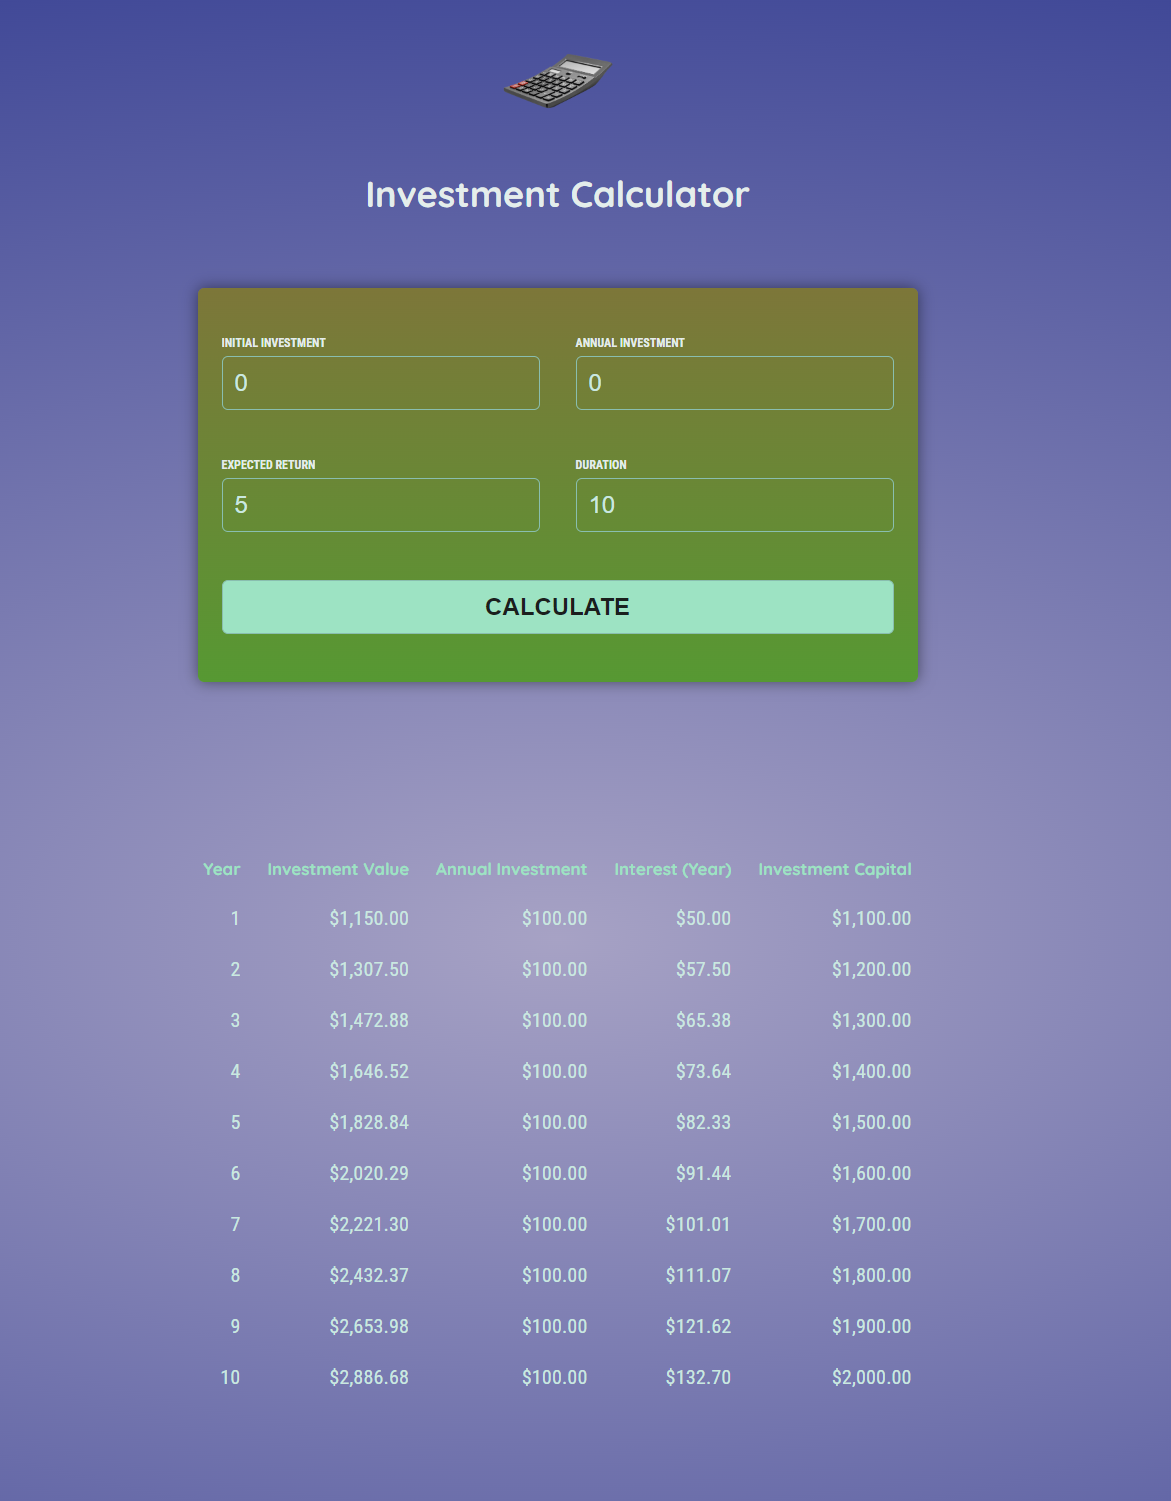 Investment Calculator
INITIAL INVESTMENT ANNUAL INVESTMENT
0 0
EXPECTED RETURN DURATION
5 10
CALCULATE
Year Investment Value Annual Investment Interest (Year) Investment Capital
1 $1,150.00 $100.00 $50.00 $1,100.00
2 $1,307.50 $100.00 $57.50 $1,200.00
3 $1,472.88 $100.00 $65.38 $1,300.00
4 $1,646.52 $100.00 $73.64 $1,400.00
5 $1,828.84 $100.00 $82.33 $1,500.00
6 $2,020.29 $100.00 $91.44 $1,600.00
7 $2,221.30 $100.00 $101.01 $1,700.00
8 $2,432.37 $100.00 $111.07 $1,800.00
9 $2,653.98 $100.00 $121.62 $1,900.00
10 $2,886.68 $100.00 $132.70 $2,000.00